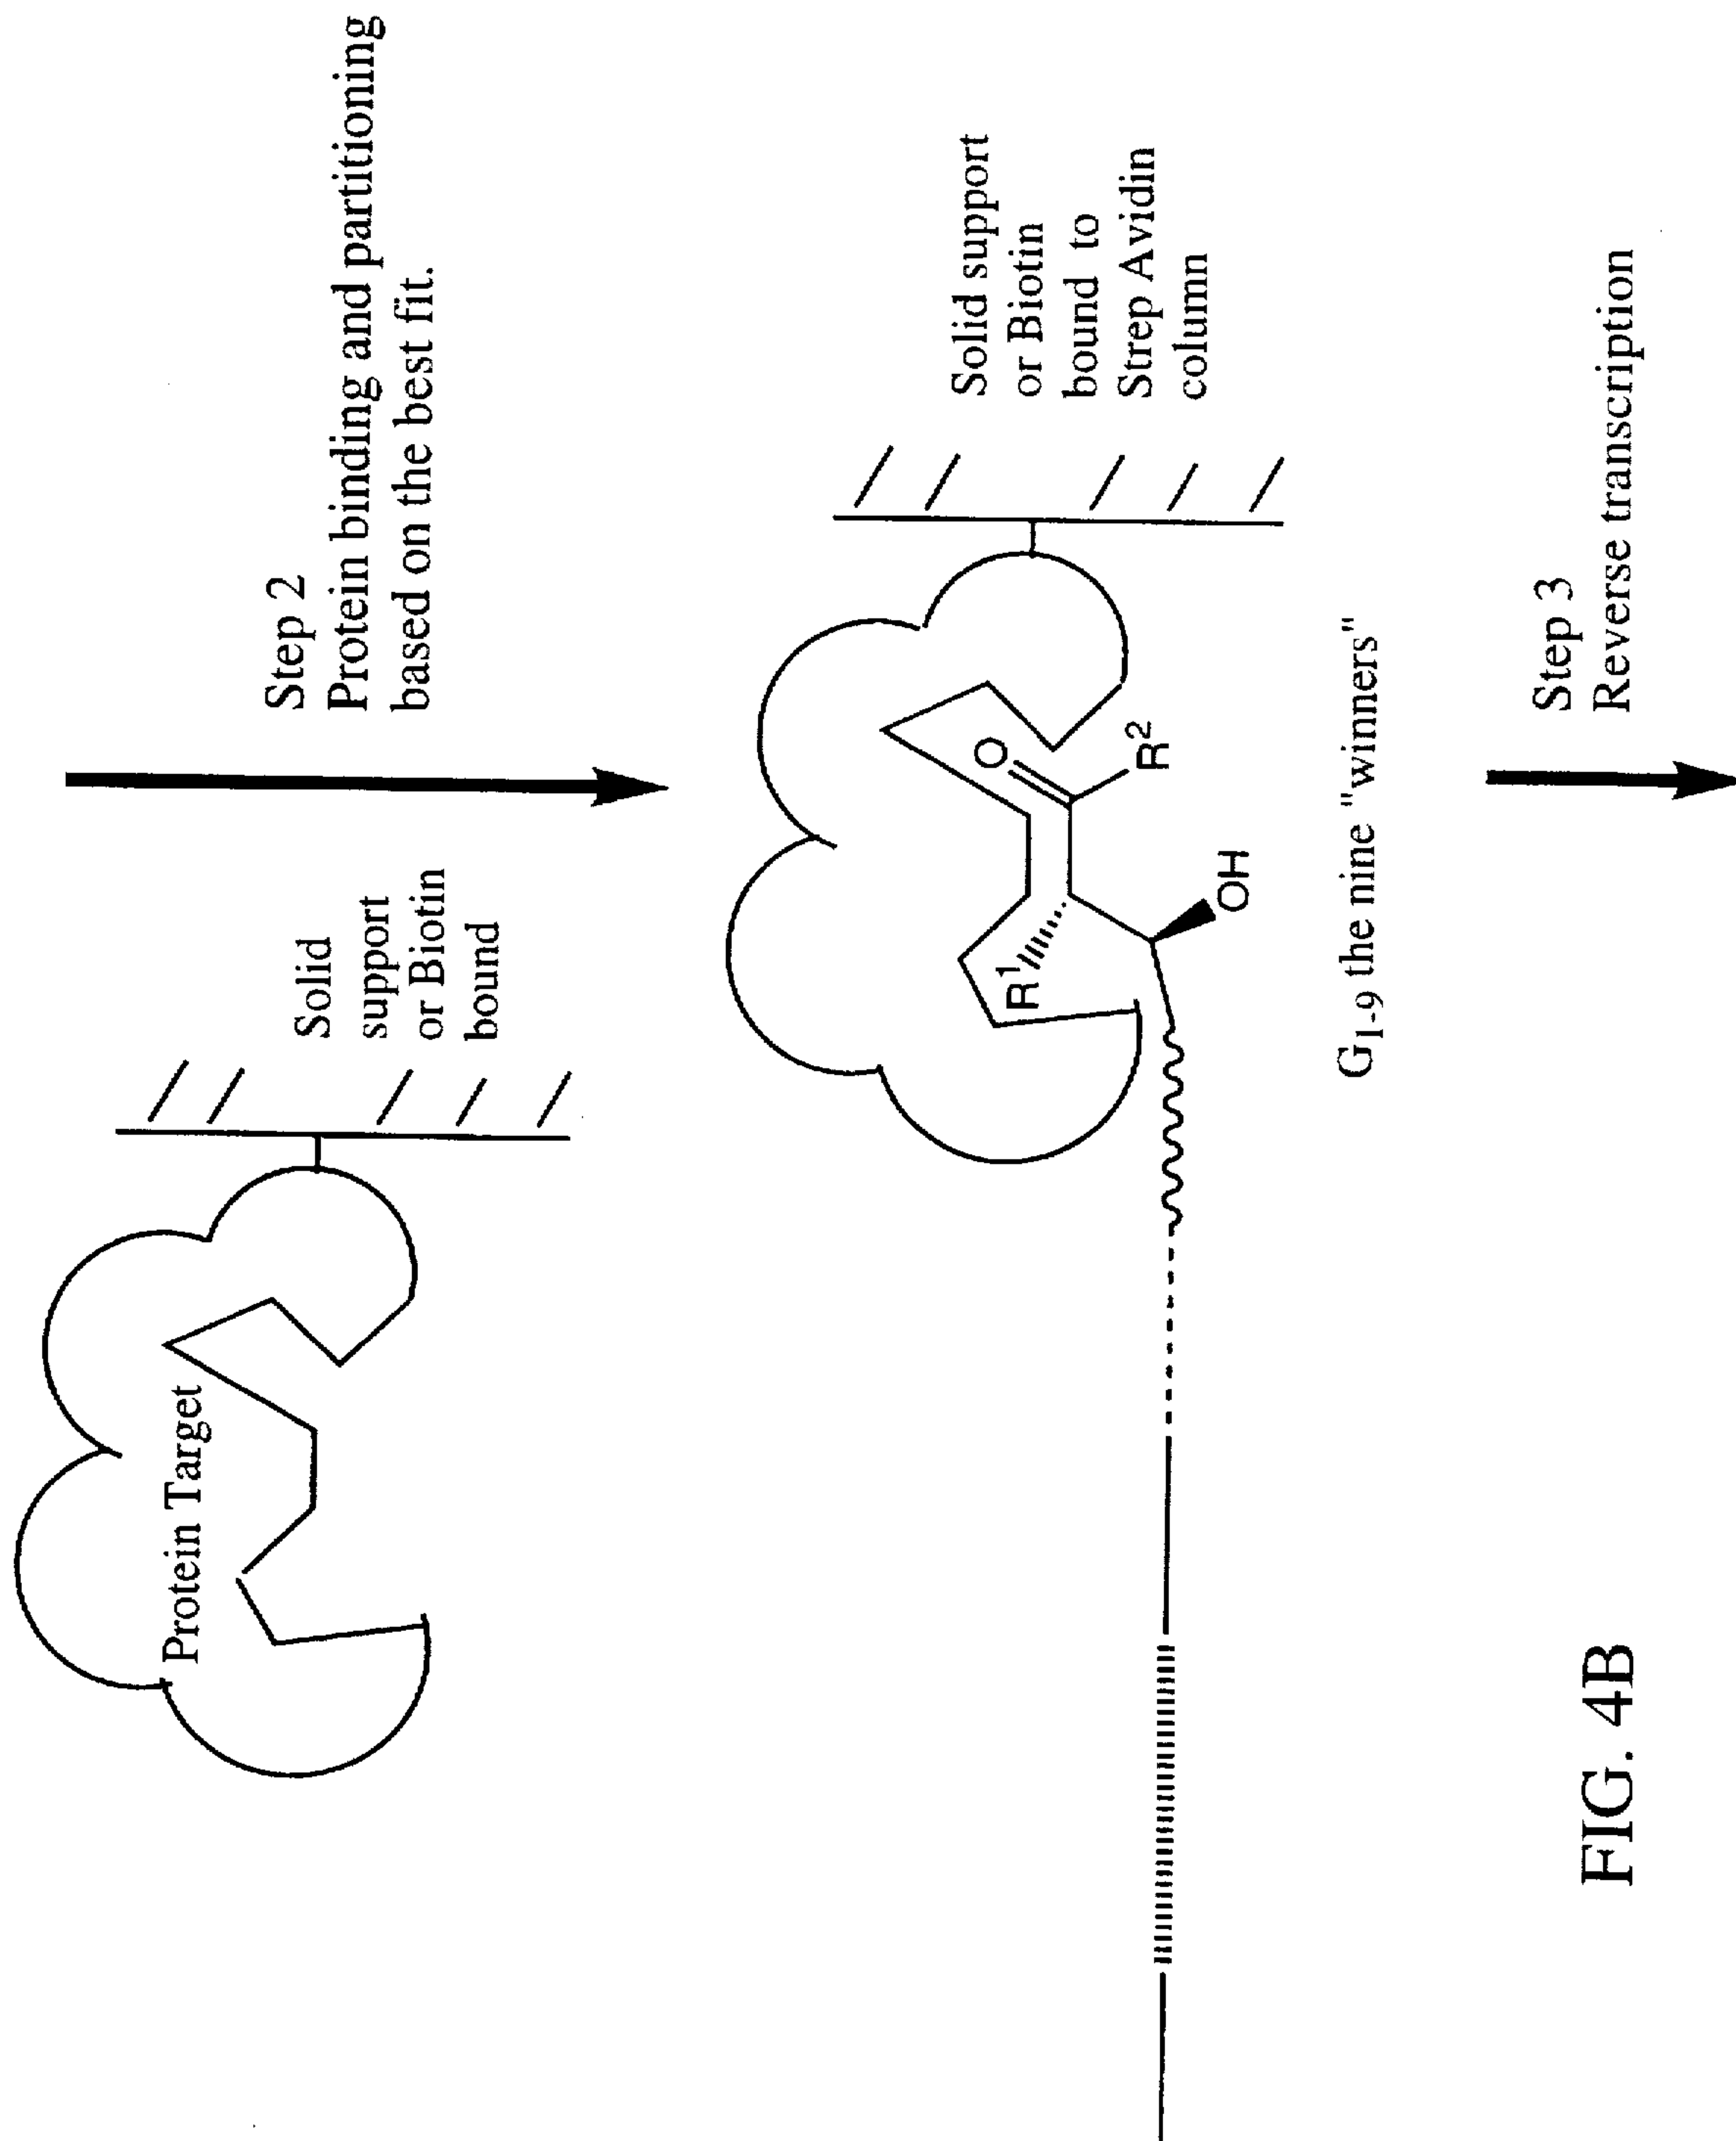 Protein Target
Solid
support
or Biotin
bound
Step 2
Protein binding and partitioning
based on the best fit.
Solid support
or Biotin
bound to
Strep Avidin
column
R¹
O
R²
OH
G₁₋₉ the nine "winners"
Step 3
Reverse transcription
FIG. 4B